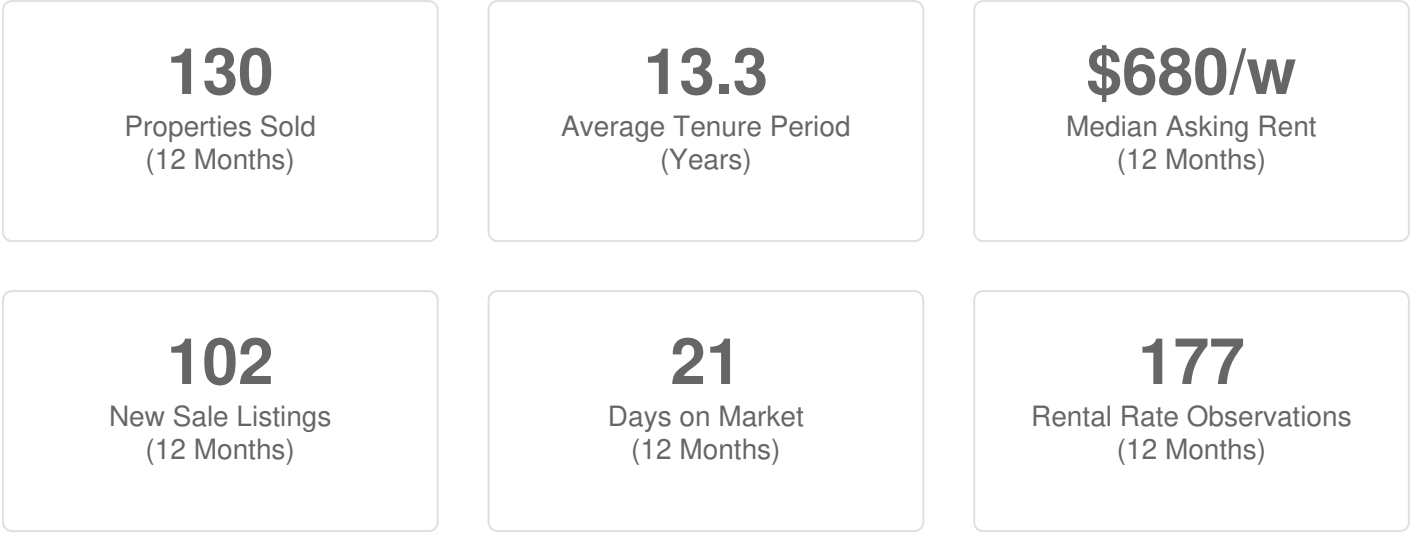 130
Properties Sold
(12 Months)
13.3
Average Tenure Period
(Years)
$680/w
Median Asking Rent
(12 Months)
102
New Sale Listings
(12 Months)
21
Days on Market
(12 Months)
177
Rental Rate Observations
(12 Months)